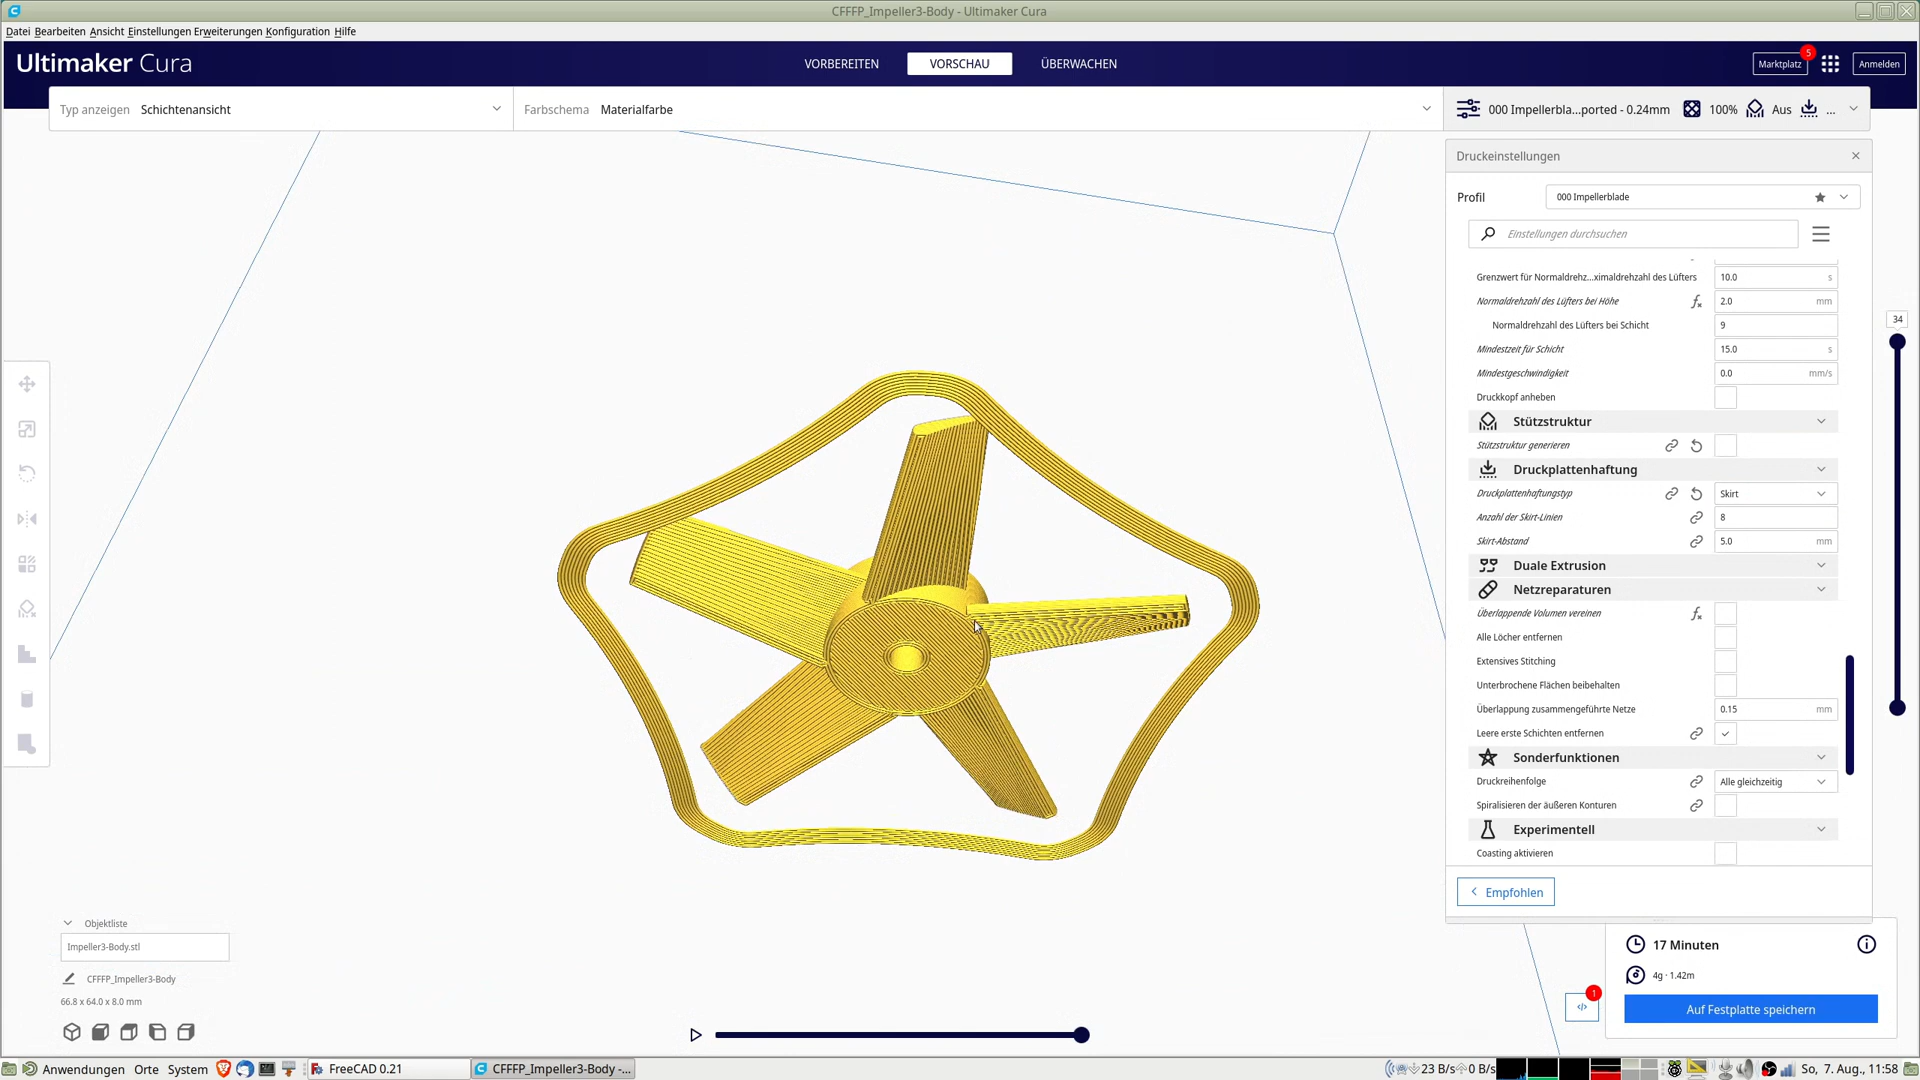 CFFFP_Impeller3-Body - Ultimaker Cura
Datei Bearbeiten Ansicht Einstellungen Erweiterungen Konfiguration Hilfe
Ultimaker Cura
VORBEREITEN VORSCHAU ÜBERWACHEN
Marktplatz 5 Anmelden
Typ anzeigen Schichtenansicht Farbschema Materialfarbe
000 Impellerbla...ported - 0.24mm 100% Aus ...
Druckeinstellungen
Profil 000 Impellerblade
Einstellungen durchsuchen
Grenzwert für Normaldrehz...ximaldrehzahl des Lüfters 10.0 s
Normaldrehzahl des Lüfters bei Höhe 2.0 mm
Normaldrehzahl des Lüfters bei Schicht 9
Mindestzeit für Schicht 15.0 s
Mindestgeschwindigkeit 0.0 mm/s
Druckkopf anheben
Stützstruktur
Stützstruktur generieren
Druckplattenhaftung
Druckplattenhaftungstyp Skirt
Anzahl der Skirt-Linien 8
Skirt-Abstand 5.0 mm
Duale Extrusion
Netzreparaturen
Überlappende Volumen vereinen
Alle Löcher entfernen
Extensives Stitching
Unterbrochene Flächen beibehalten
Überlappung zusammengeführte Netze 0.15 mm
Leere erste Schichten entfernen
Sonderfunktionen
Druckreihenfolge Alle gleichzeitig
Spiralisieren der äußeren Konturen
Experimentell
Coasting aktivieren
Empfohlen
34
Objektliste
Impeller3-Body.stl
CFFFP_Impeller3-Body
66.8 x 64.0 x 8.0 mm
17 Minuten
4g · 1.42m
1
Auf Festplatte speichern
Anwendungen Orte System FreeCAD 0.21 CFFFP_Impeller3-Body -... 23 B/s 0 B/s So, 7. Aug., 11:58